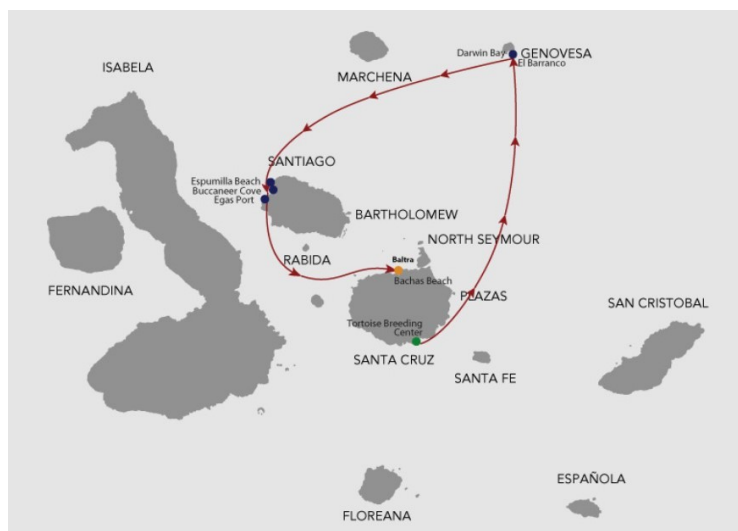 Darwin Bay
GENOVESA
El Barranco
ISABELA
MARCHENA
SANTIAGO
Espumilla Beach
Buccaneer Cove
Egas Port
BARTHOLOMEW
NORTH SEYMOUR
RABIDA
Baltra
Bachas Beach
FERNANDINA
PLAZAS
SAN CRISTOBAL
Tortoise Breeding
Center
SANTA CRUZ
SANTA FE
ESPAÑOLA
FLOREANA